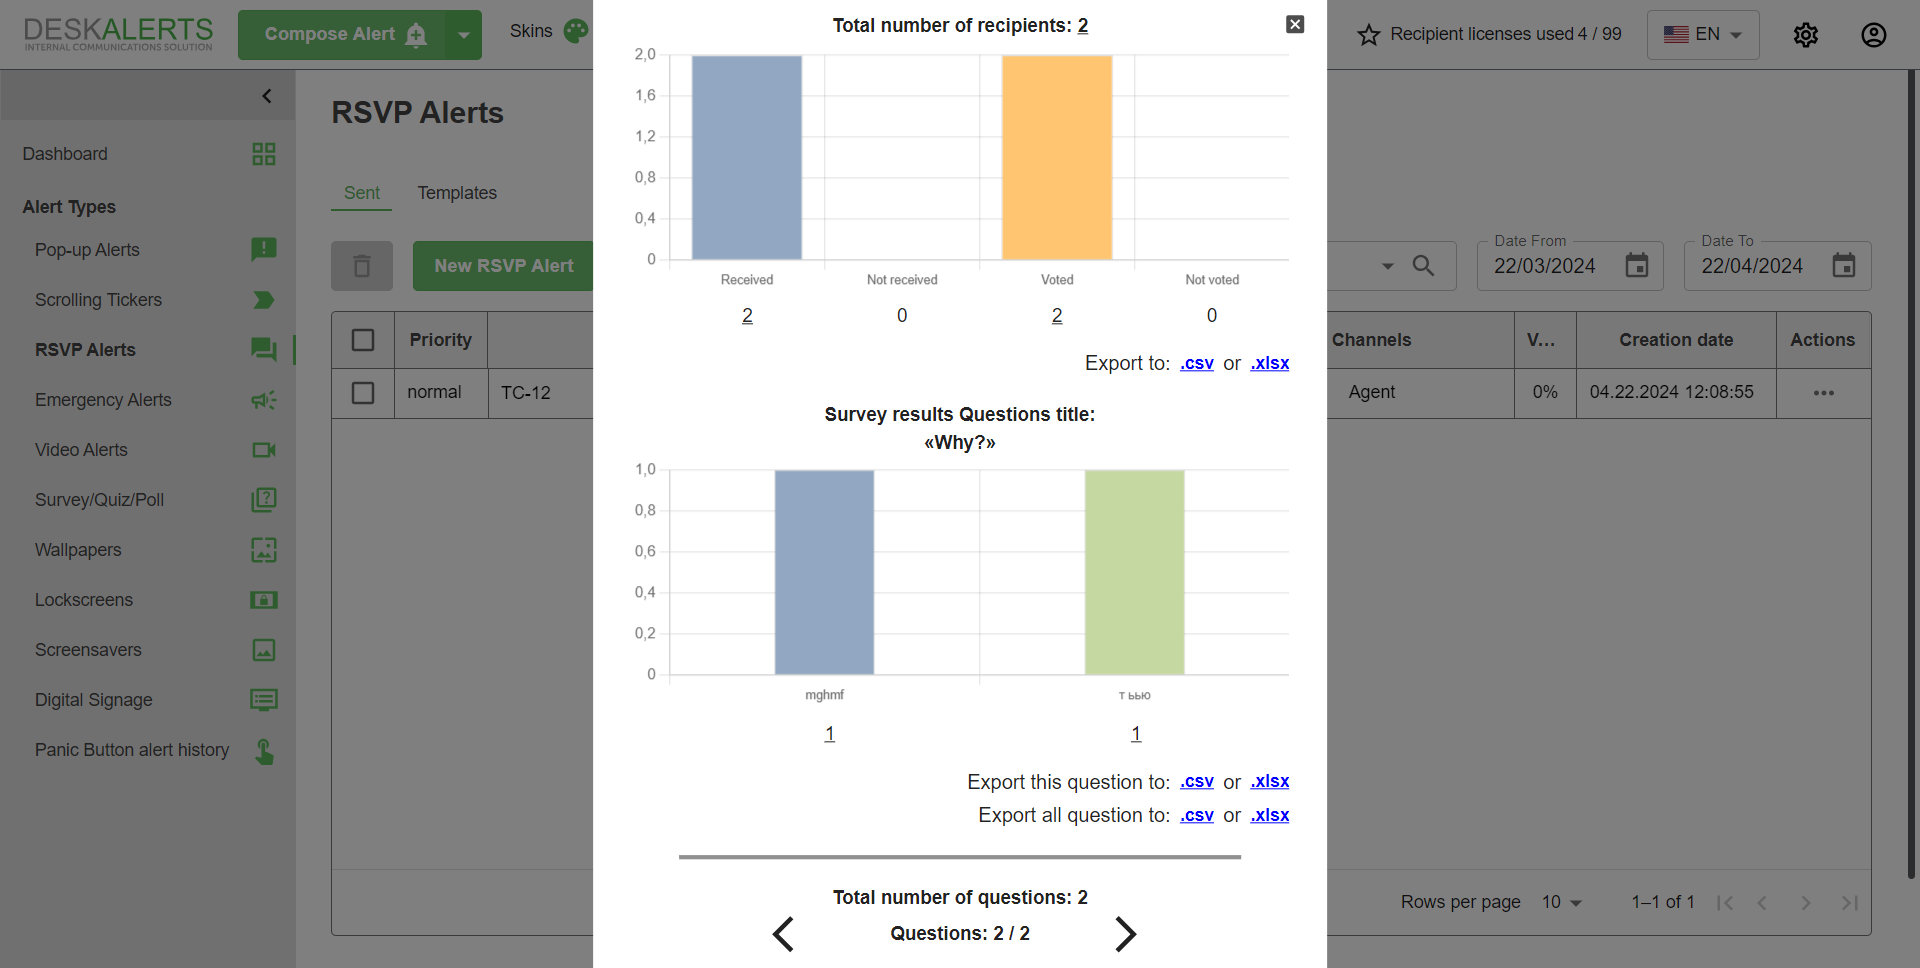 DESKALERTS
INTERNAL COMMUNICATIONS SOLUTION
Compose Alert
Skins
Recipient licenses used 4 / 99
EN
Dashboard
Alert Types
Pop-up Alerts
Scrolling Tickers
RSVP Alerts
Emergency Alerts
Video Alerts
Survey/Quiz/Poll
Wallpapers
Lockscreens
Screensavers
Digital Signage
Panic Button alert history
RSVP Alerts
Sent
Templates
New RSVP Alert
Date From
22/03/2024
Date To
22/04/2024
Priority
Channels
V...
Creation date
Actions
normal
TC-12
Agent
0%
04.22.2024 12:08:55
Rows per page
10
1–1 of 1
Total number of recipients: 2
2,0
1,6
1,2
0,8
0,4
0
Received
Not received
Voted
Not voted
2
0
2
0
Export to: .csv or .xlsx
Survey results Questions title:
«Why?»
1,0
0,8
0,6
0,4
0,2
0
mghmf
т ью
1
1
Export this question to: .csv or .xlsx
Export all question to: .csv or .xlsx
Total number of questions: 2
Questions: 2 / 2